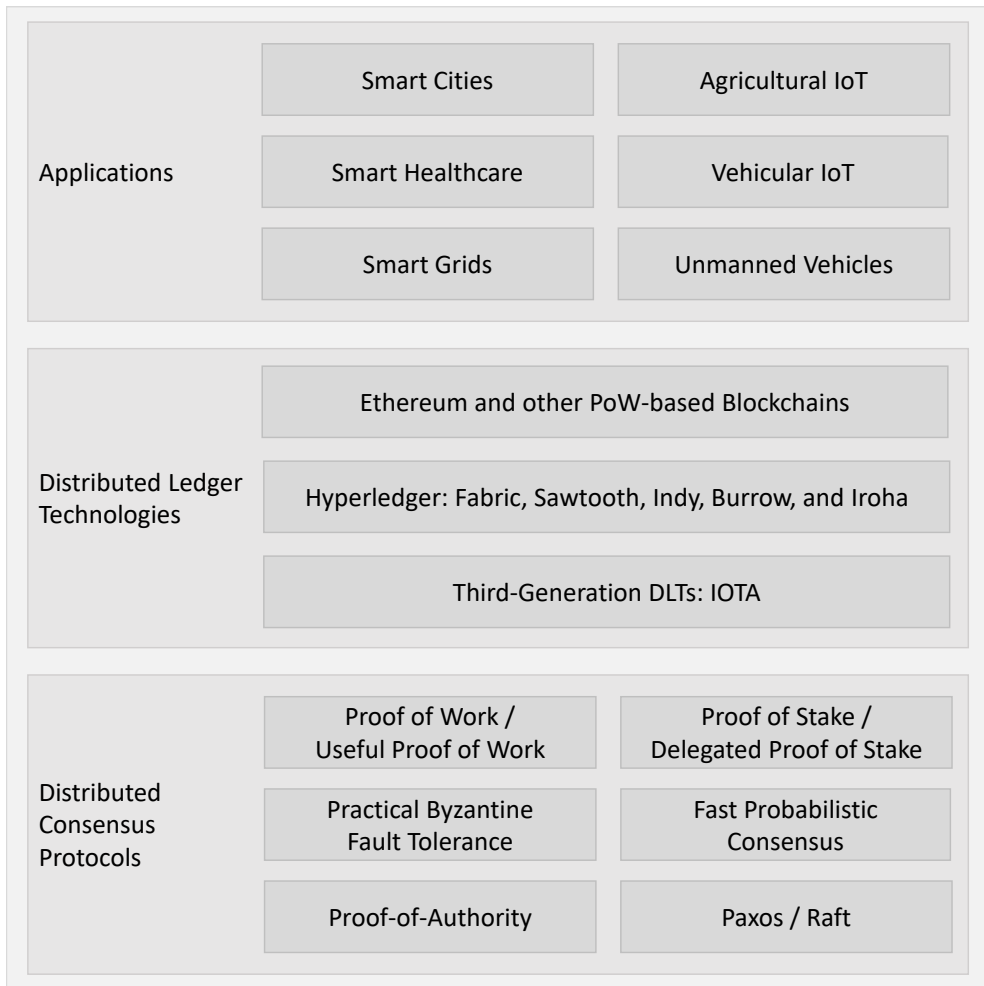 Applications
Smart Cities
Agricultural IoT
Smart Healthcare
Vehicular IoT
Smart Grids
Unmanned Vehicles
Distributed Ledger
Technologies
Ethereum and other PoW-based Blockchains
Hyperledger: Fabric, Sawtooth, Indy, Burrow, and Iroha
Third-Generation DLTs: IOTA
Distributed
Consensus
Protocols
Proof of Work /
Useful Proof of Work
Proof of Stake /
Delegated Proof of Stake
Practical Byzantine
Fault Tolerance
Fast Probabilistic
Consensus
Proof-of-Authority
Paxos / Raft